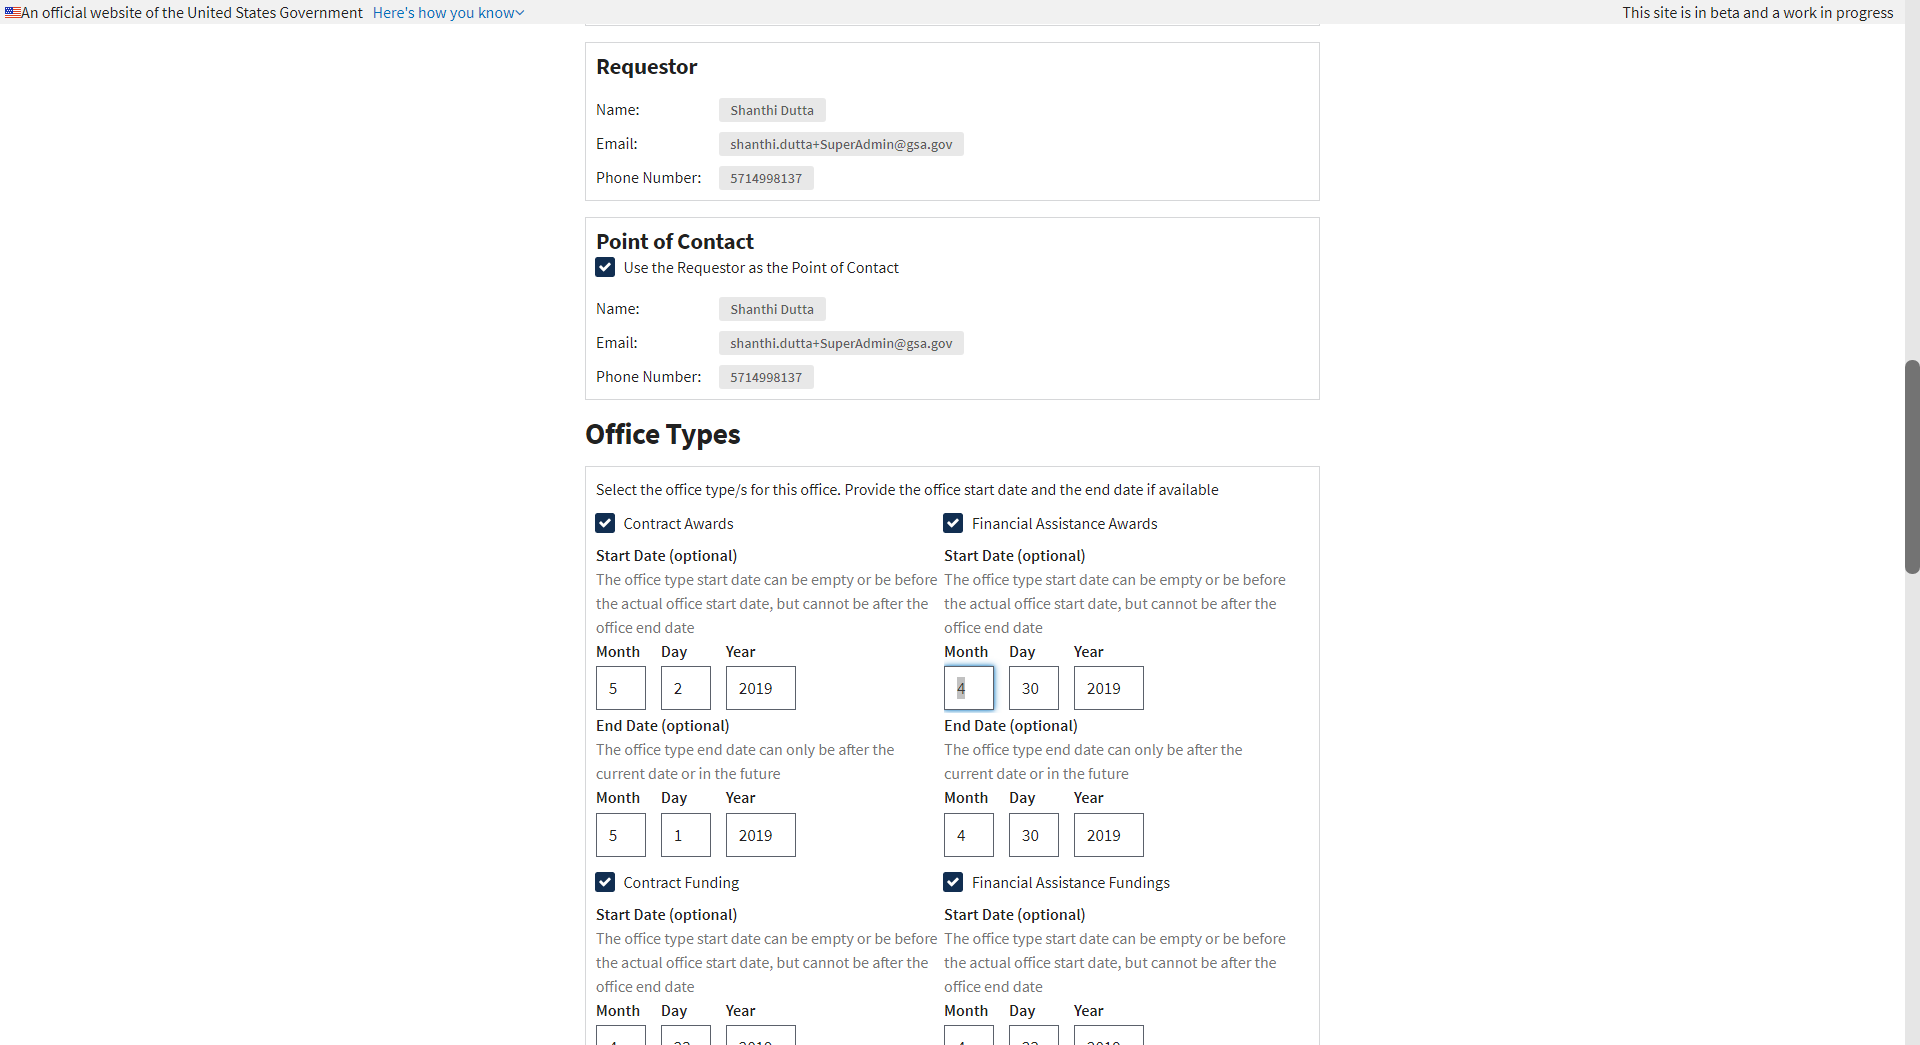 An official website of the United States Government Here's how you know
This site is in beta and a work in progress
Requestor
Name: Shanthi Dutta
Email: shanthi.dutta+SuperAdmin@gsa.gov
Phone Number: 5714998137
Point of Contact
Use the Requestor as the Point of Contact
Name: Shanthi Dutta
Email: shanthi.dutta+SuperAdmin@gsa.gov
Phone Number: 5714998137
Office Types
Select the office type/s for this office. Provide the office start date and the end date if available
Contract Awards
Start Date (optional)
The office type start date can be empty or be before
the actual office start date, but cannot be after the
office end date
Month Day Year
5 2 2019
End Date (optional)
The office type end date can only be after the
current date or in the future
Month Day Year
5 1 2019
Financial Assistance Awards
Start Date (optional)
The office type start date can be empty or be before
the actual office start date, but cannot be after the
office end date
Month Day Year
4 30 2019
End Date (optional)
The office type end date can only be after the
current date or in the future
Month Day Year
4 30 2019
Contract Funding
Start Date (optional)
The office type start date can be empty or be before
the actual office start date, but cannot be after the
office end date
Month Day Year
Financial Assistance Fundings
Start Date (optional)
The office type start date can be empty or be before
the actual office start date, but cannot be after the
office end date
Month Day Year